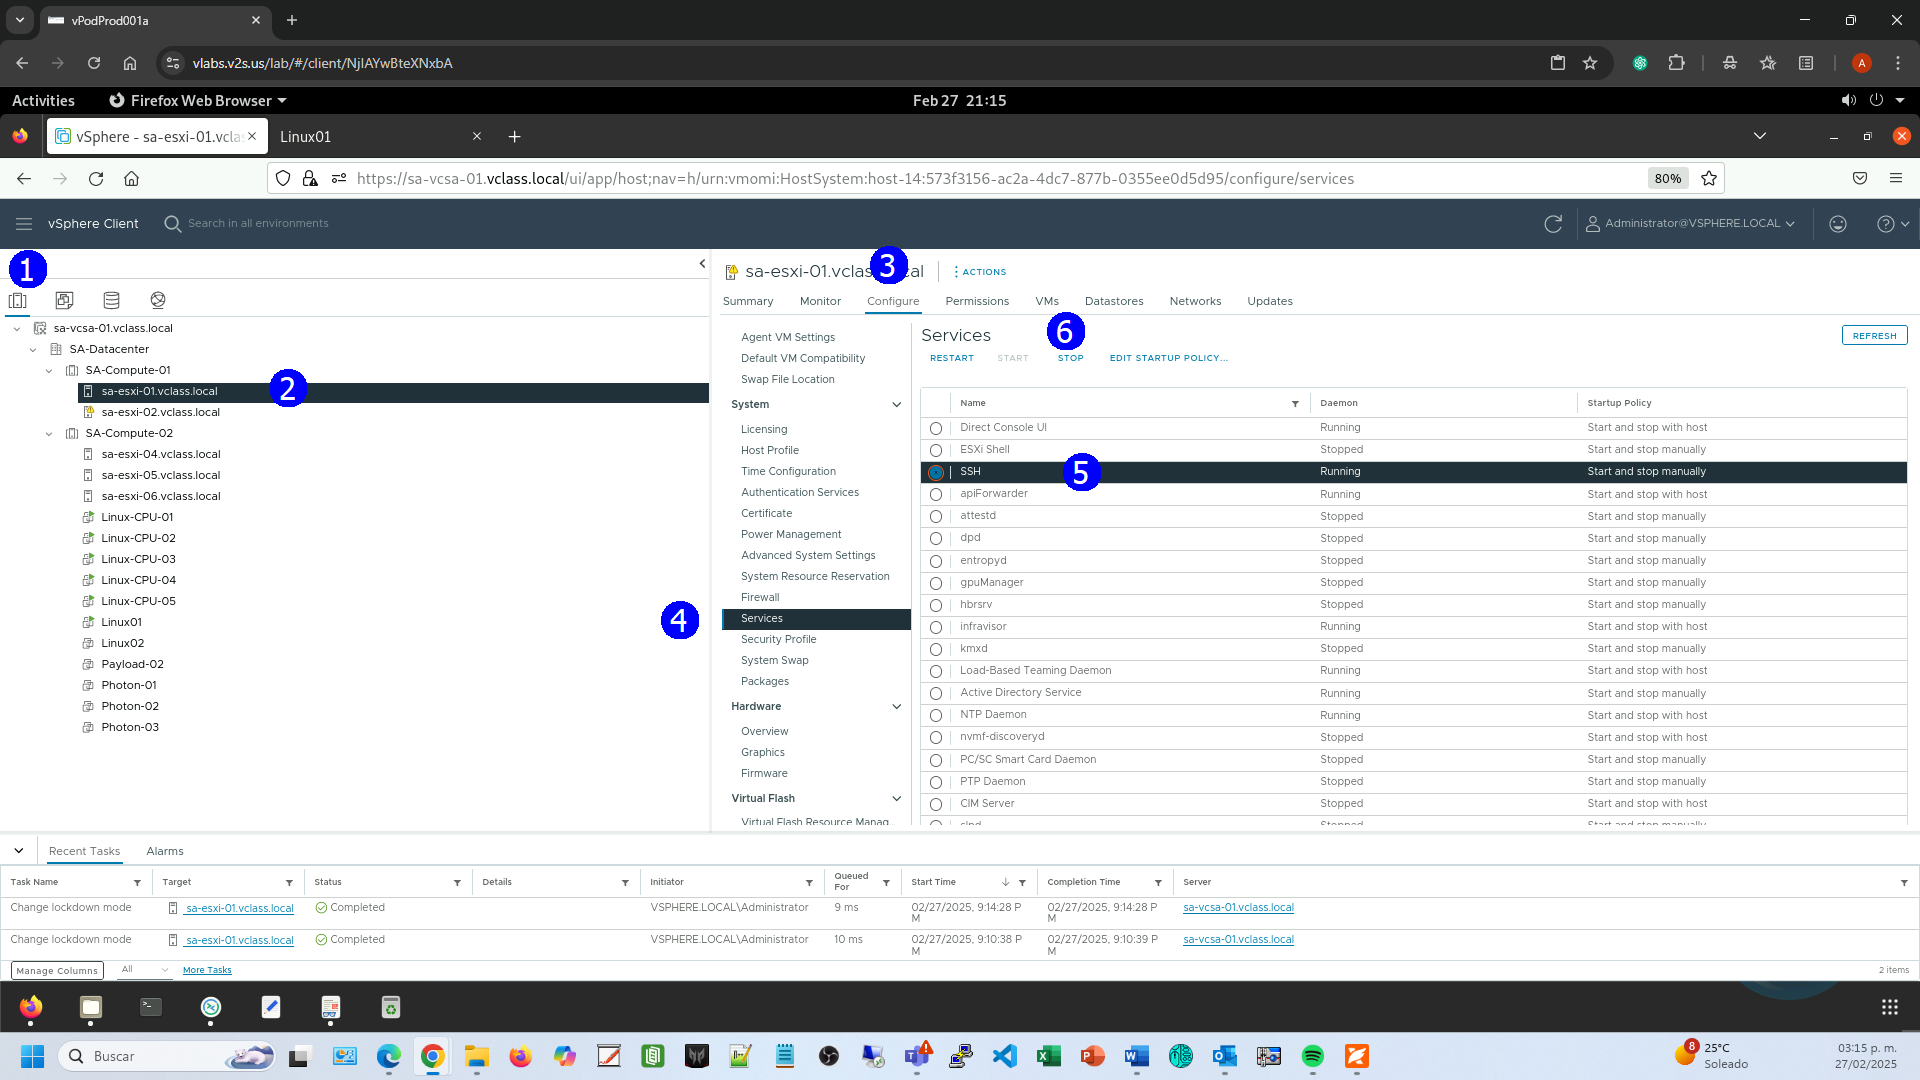 vPodProd001a
vlabs.v2s.us/lab/#/client/NjIAYwBteXNxbA
A
Activities
Firefox Web Browser
Feb 27 21:15
vSphere - sa-esxi-01.vclas
Linux01
https://sa-vcsa-01.vclass.local/ui/app/host;nav=h/urn:vmomi:HostSystem:host-14:573f3156-ac2a-4dc7-877b-0355ee0d5d95/configure/services
80%
vSphere Client
Search in all environments
Administrator@VSPHERE.LOCAL
1
sa-vcsa-01.vclass.local
SA-Datacenter
SA-Compute-01
sa-esxi-01.vclass.local
2
sa-esxi-02.vclass.local
SA-Compute-02
sa-esxi-04.vclass.local
sa-esxi-05.vclass.local
sa-esxi-06.vclass.local
Linux-CPU-01
Linux-CPU-02
Linux-CPU-03
Linux-CPU-04
Linux-CPU-05
Linux01
Linux02
Payload-02
Photon-01
Photon-02
Photon-03
sa-esxi-01.vclass.local
3
ACTIONS
Summary Monitor Configure Permissions VMs Datastores Networks Updates
Agent VM Settings
Default VM Compatibility
Swap File Location
System
Licensing
Host Profile
Time Configuration
Authentication Services
Certificate
Power Management
Advanced System Settings
System Resource Reservation
Firewall
4
Services
Security Profile
System Swap
Packages
Hardware
Overview
Graphics
Firmware
Virtual Flash
Virtual Flash Resource Manag...
Services
6
REFRESH
RESTART START STOP EDIT STARTUP POLICY...
Name Daemon Startup Policy
Direct Console UI Running Start and stop with host
ESXi Shell Stopped Start and stop manually
SSH 5 Running Start and stop manually
apiForwarder Running Start and stop with host
attestd Stopped Start and stop manually
dpd Stopped Start and stop manually
entropyd Stopped Start and stop manually
gpuManager Stopped Start and stop manually
hbrsrv Stopped Start and stop manually
infravisor Running Start and stop with host
kmxd Stopped Start and stop manually
Load-Based Teaming Daemon Running Start and stop with host
Active Directory Service Running Start and stop manually
NTP Daemon Running Start and stop with host
nvmf-discoveryd Stopped Start and stop manually
PC/SC Smart Card Daemon Stopped Start and stop manually
PTP Daemon Stopped Start and stop manually
CIM Server Stopped Start and stop with host
slpd Stopped Start and stop manually
Recent Tasks Alarms
Task Name Target Status Details Initiator Queued For Start Time Completion Time Server
Change lockdown mode sa-esxi-01.vclass.local Completed VSPHERE.LOCAL\Administrator 9 ms 02/27/2025, 9:14:28 PM 02/27/2025, 9:14:28 PM sa-vcsa-01.vclass.local
Change lockdown mode sa-esxi-01.vclass.local Completed VSPHERE.LOCAL\Administrator 10 ms 02/27/2025, 9:10:38 PM 02/27/2025, 9:10:39 PM sa-vcsa-01.vclass.local
Manage Columns All More Tasks 2 items
Buscar
8
25°C
Soleado
03:15 p. m.
27/02/2025